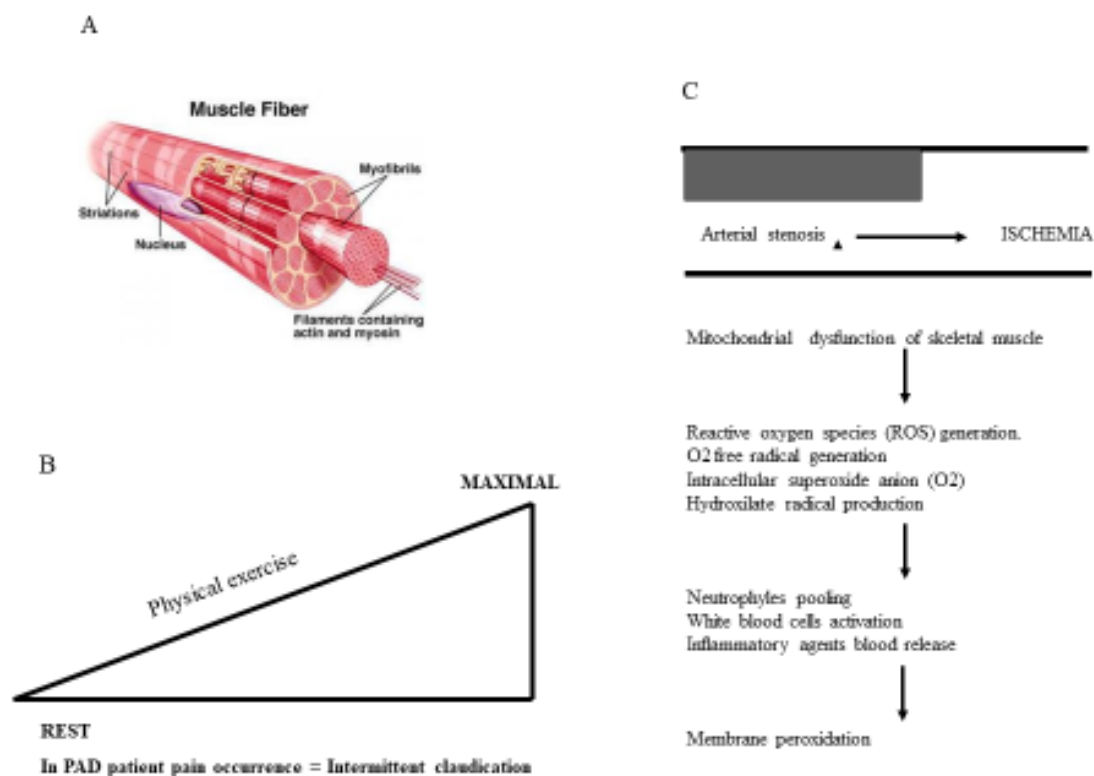 A
Muscle Fiber
Myofibrils
Striations
Nucleus
Filaments containing
actin and myosin
B
MAXIMAL
Physical exercise
REST
In PAD patient pain occurrence = Intermittent claudication
C
Arterial stenosis
ISCHEMIA
Mitochondrial dysfunction of skeletal muscle
Reactive oxygen species (ROS) generation.
O2 free radical generation
Intracellular superoxide anion (O2)
Hydroxilate radical production
Neutrophyles pooling
White blood cells activation
Inflammatory agents blood release
Membrane peroxidation